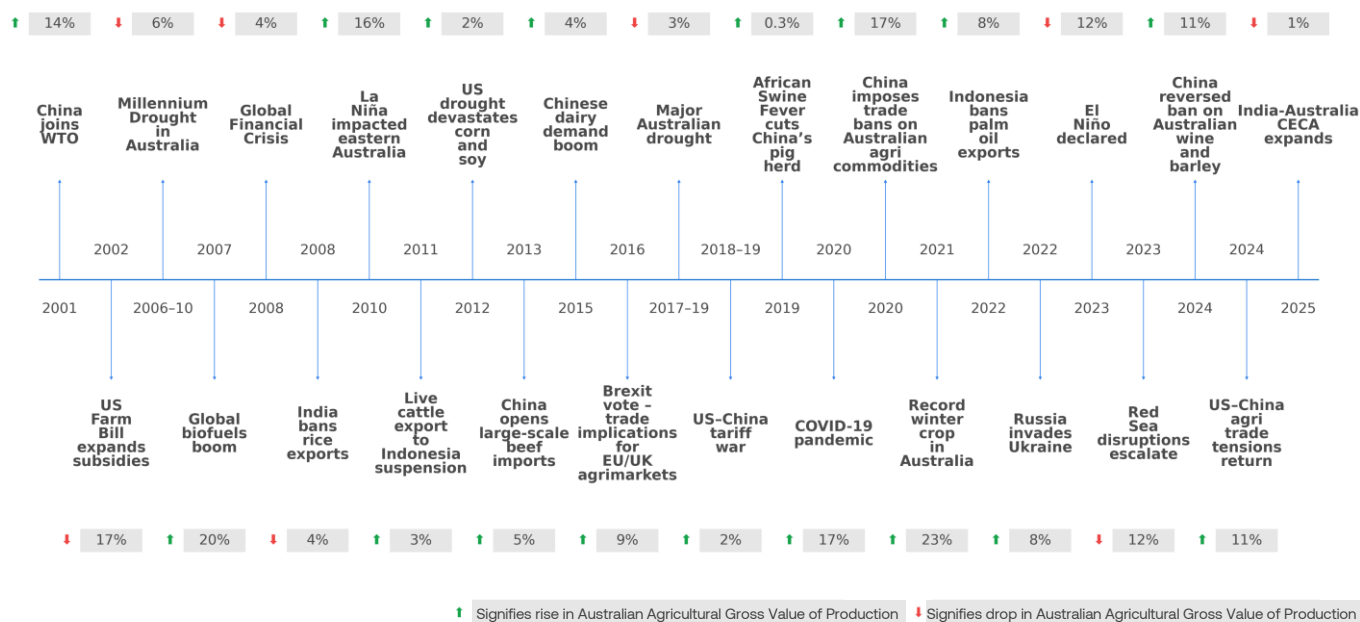 ⬆ 14% ⬇ 6% ⬇ 4% ⬆ 16% ⬆ 2% ⬆ 4% ⬇ 3% ⬆ 0.3% ⬆ 17% ⬆ 8% ⬇ 12% ⬆ 11% ⬇ 1%
China
joins
WTO
Millennium
Drought
in
Australia
Global
Financial
Crisis
La
Niña
impacted
eastern
Australia
US
drought
devastates
corn
and
soy
Chinese
dairy
demand
boom
Major
Australian
drought
African
Swine
Fever
cuts
China’s
pig
herd
China
imposes
trade
bans on
Australian
agri
commodities
Indonesia
bans
palm
oil
exports
El
Niño
declared
China
reversed
ban on
Australian
wine
and
barley
India-Australia
CECA
expands
2002 2007 2008 2011 2013 2016 2018–19 2020 2021 2022 2023 2024
2001 2006–10 2008 2010 2012 2015 2017–19 2019 2020 2022 2023 2024 2025
US
Farm
Bill
expands
subsidies
Global
biofuels
boom
India
bans
rice
exports
Live
cattle
export
to
Indonesia
suspension
China
opens
large-scale
beef
imports
Brexit
vote –
trade
implications
for
EU/UK
agrimarkets
US–China
tariff
war
COVID-19
pandemic
Record
winter
crop
in
Australia
Russia
invades
Ukraine
Red
Sea
disruptions
escalate
US–China
agri
trade
tensions
return
⬇ 17% ⬆ 20% ⬇ 4% ⬆ 3% ⬆ 5% ⬆ 9% ⬆ 2% ⬆ 17% ⬆ 23% ⬆ 8% ⬇ 12% ⬆ 11%
⬆ Signifies rise in Australian Agricultural Gross Value of Production ⬇ Signifies drop in Australian Agricultural Gross Value of Production